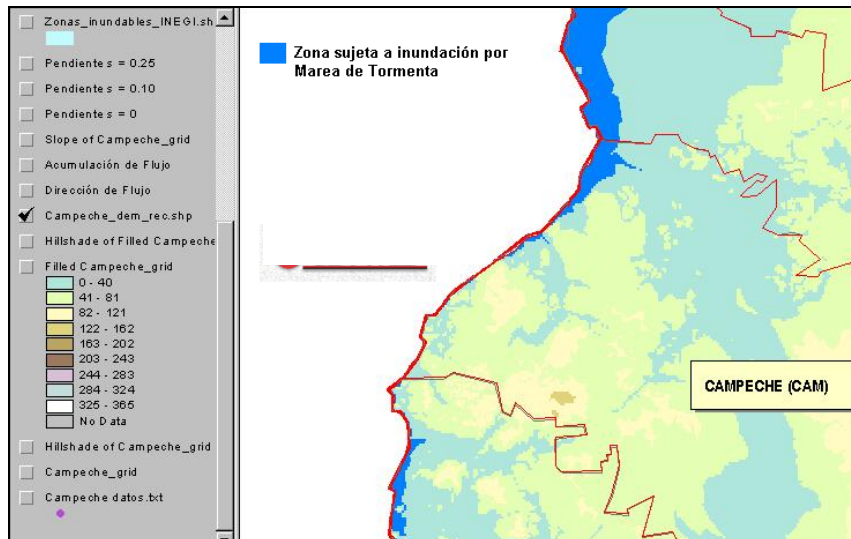 Zonas_inundables_INEGI.sh
Pendientes = 0.25
Pendientes = 0.10
Pendientes = 0
Slope of Campeche_grid
Acumulación de Flujo
Dirección de Flujo
Campeche_dem_rec.shp
Hillshade of Filled Campeche
Filled Campeche_grid
0 - 40
41 - 81
82 - 121
122 - 162
163 - 202
203 - 243
244 - 283
284 - 324
325 - 365
No Data
Hillshade of Campeche_grid
Campeche_grid
Campeche datos.txt
Zona sujeta a inundación por
Marea de Tormenta
CAMPECHE (CAM)